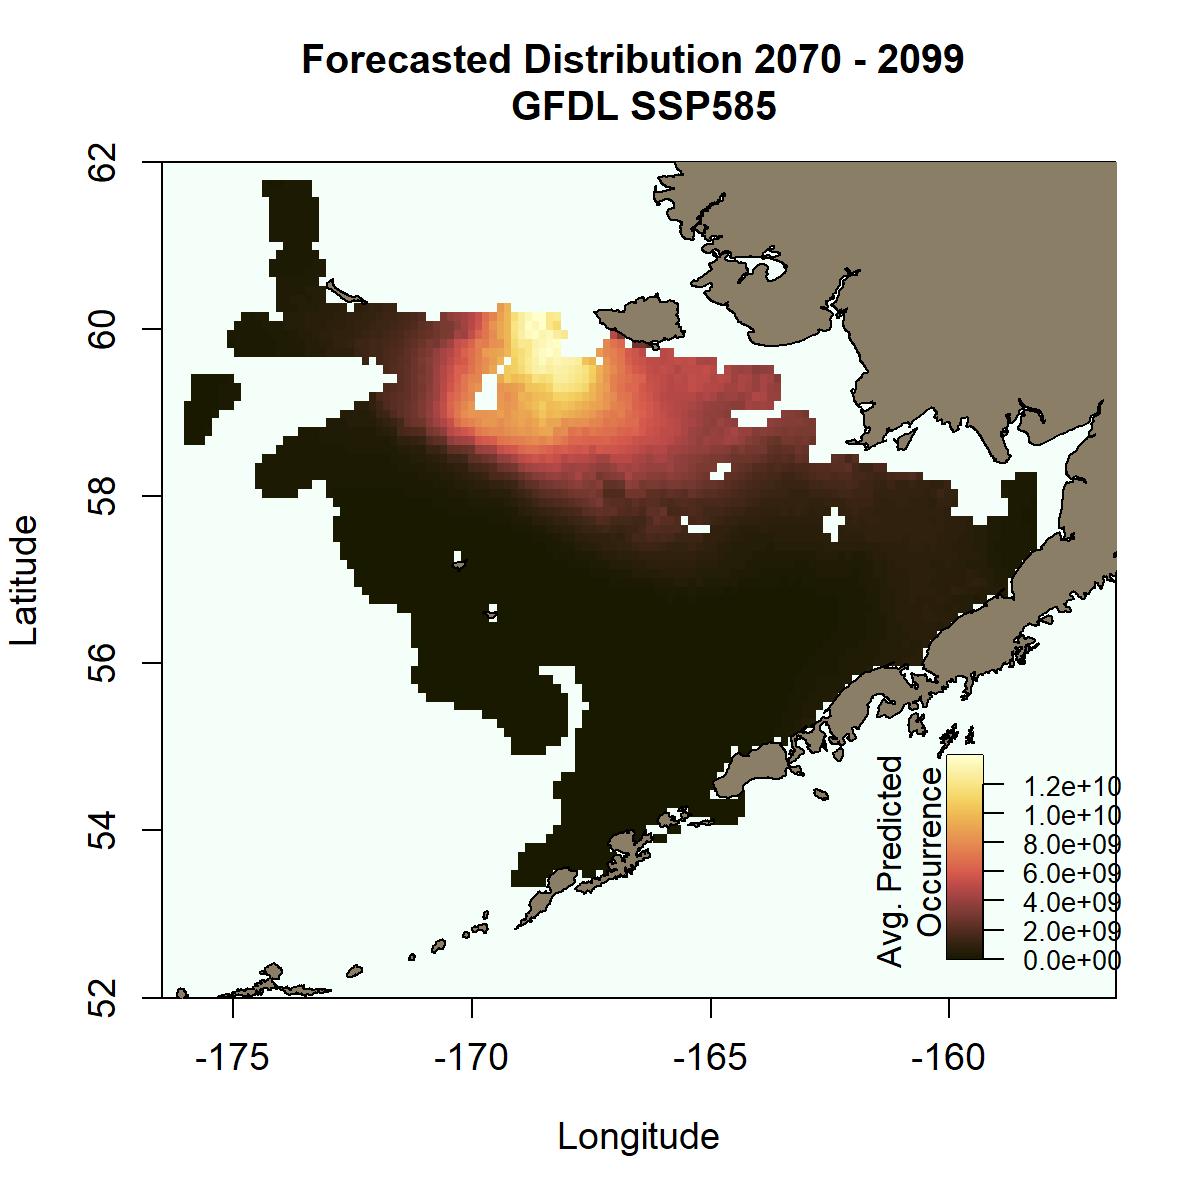 Forecasted Distribution 2070 - 2099
GFDL SSP585
62
60
58
56
54
52
Latitude
-175
-170
-165
-160
Longitude
Avg. Predicted
Occurrence
1.2e+10
1.0e+10
8.0e+09
6.0e+09
4.0e+09
2.0e+09
0.0e+00